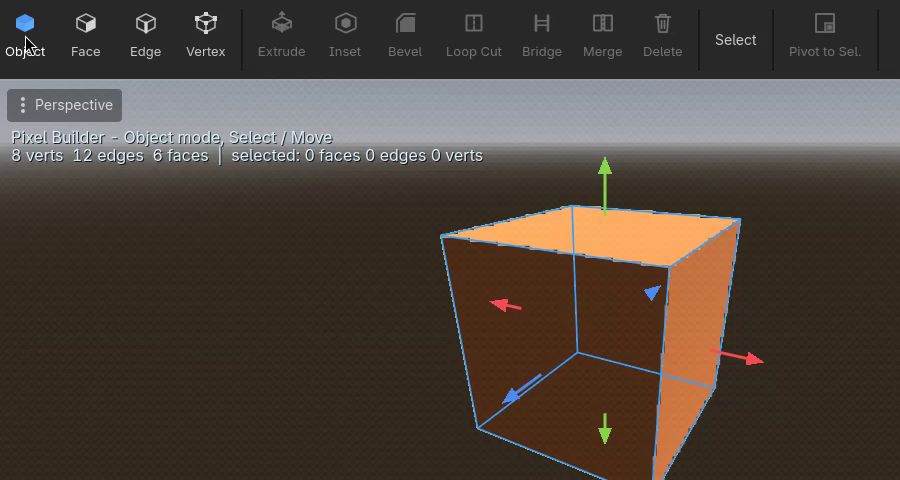 Object Face Edge Vertex Extrude Inset Bevel Loop Cut Bridge Merge Delete Select Pivot to Sel.
Perspective
Pixel Builder - Object mode, Select / Move
8 verts 12 edges 6 faces | selected: 0 faces 0 edges 0 verts